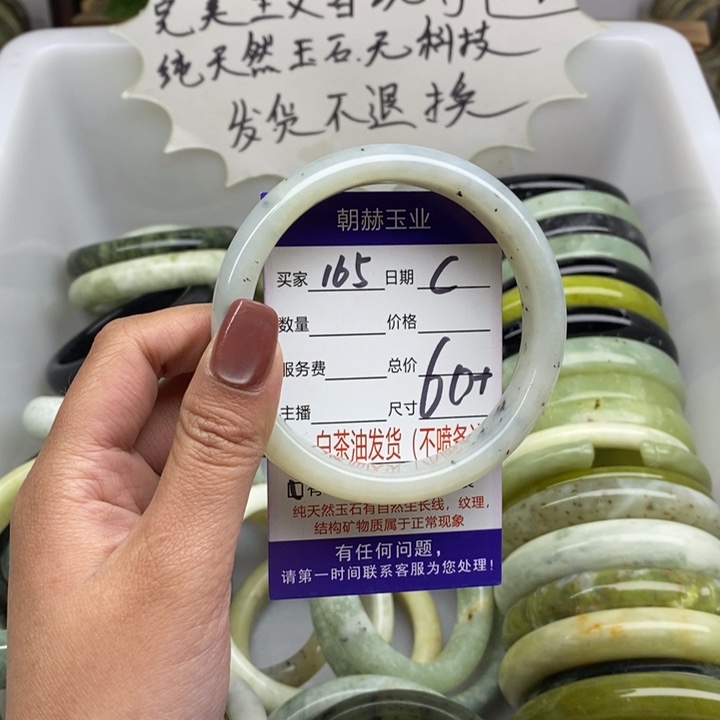 纯天然玉石.无科技
发货不退换
朝赫玉业
买家 165 日期 C
数量 价格
服务费 总价
主播 尺寸 60+
白茶油发货（不喷备注
纯天然玉石有自然生长线，纹理，
结构矿物质属于正常现象
有任何问题，
请第一时间联系客服为您处理！